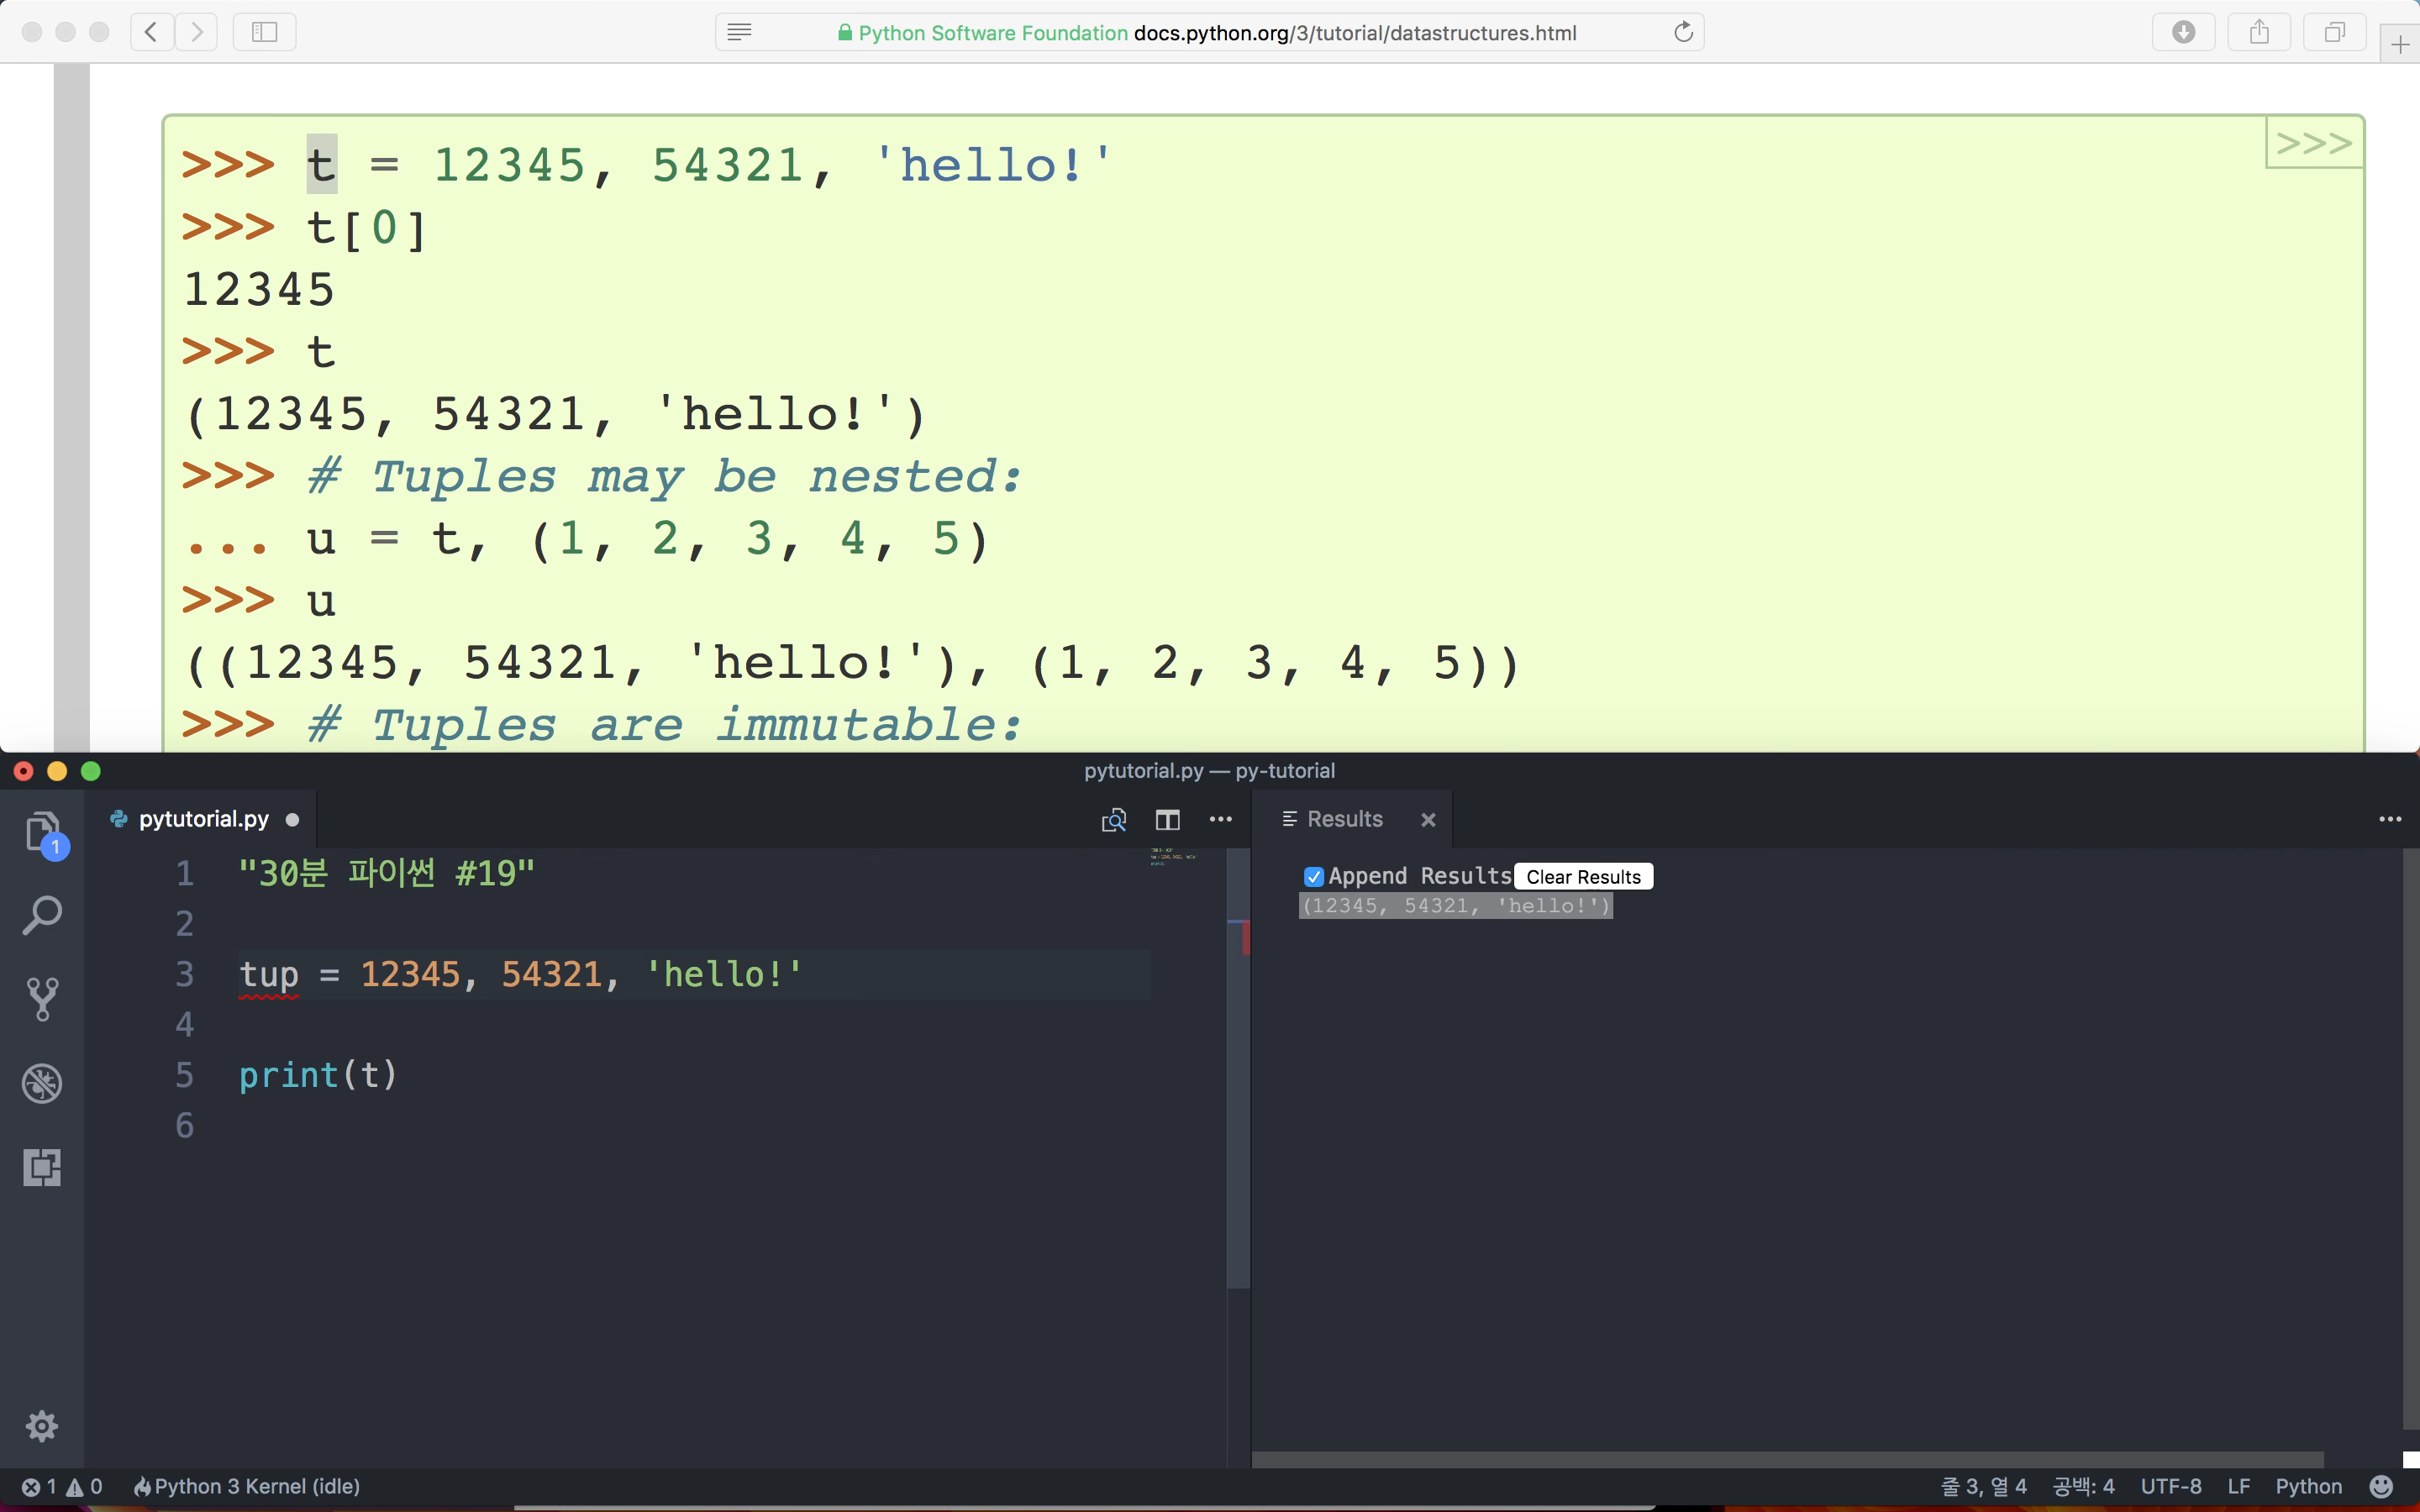 Python Software Foundation docs.python.org/3/tutorial/datastructures.html
>>>
>>> t = 12345, 54321, 'hello!'
>>> t[0]
12345
>>> t
(12345, 54321, 'hello!')
>>> # Tuples may be nested:
... u = t, (1, 2, 3, 4, 5)
>>> u
((12345, 54321, 'hello!'), (1, 2, 3, 4, 5))
>>> # Tuples are immutable:
pytutorial.py — py-tutorial
1
pytutorial.py
Results
1 "30분 파이썬 #19"
2
3 tup = 12345, 54321, 'hello!'
4
5 print(t)
6
Append Results Clear Results
(12345, 54321, 'hello!')
1 0 Python 3 Kernel (idle)
줄 3, 열 4 공백: 4 UTF-8 LF Python